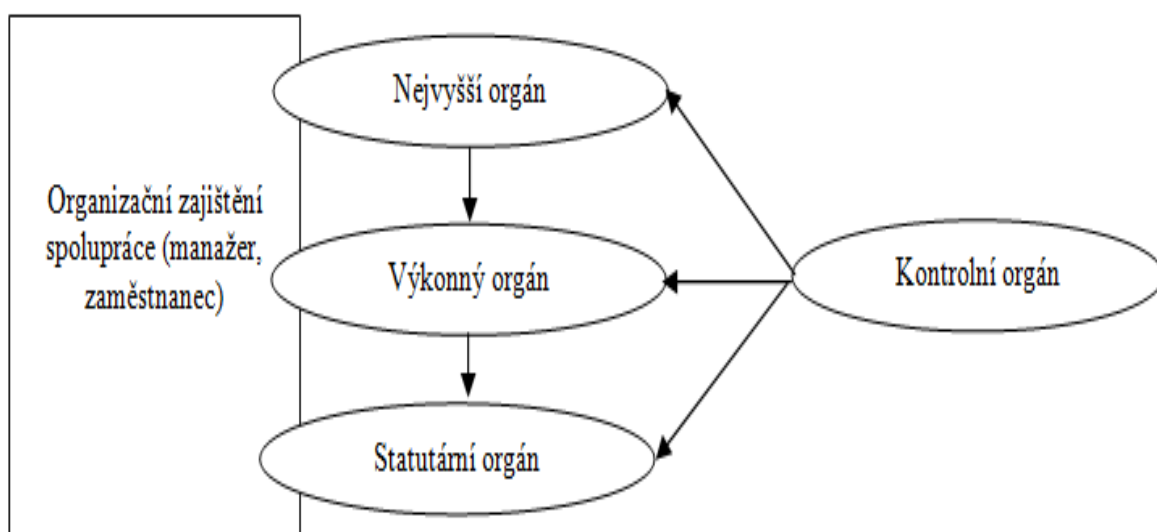 Nejvyšší orgán
Organizační zajištění
spolupráce (manažer,
zaměstnanec)
Výkonný orgán
Kontrolní orgán
Statutární orgán